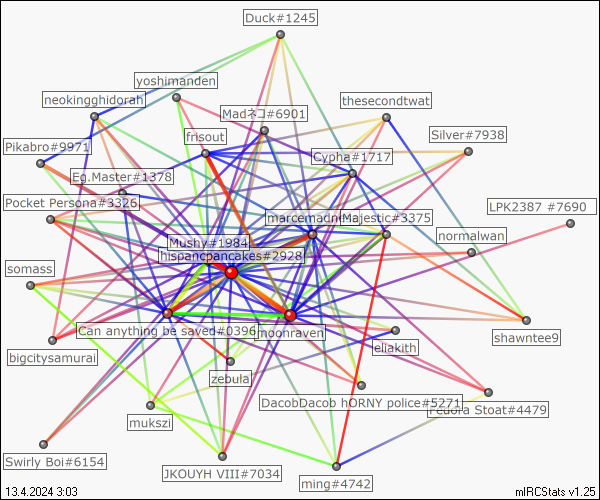 Duck#1245
yoshimanden
neokingghidorah
Madネコ#6901
thesecondtwat
frisout
Silver#7938
Pikabro#9971
Cypha#1717
Eg.Master#1378
Pocket Persona#3326
LPK2387 #7690
Majestic#3375
normalwan
Mushy#1984
hispancpancakes#2928
somass
Can anything be saved#0396
shawntee9
bigcitysamurai
eliakith
zebula
DacobDacob hORNY police#5271
Fedora Stoat#4479
mukszi
Swirly Boi#6154
JKOUYH VIII#7034
ming#4742
13.4.2024 3:03
mIRCStats v1.25